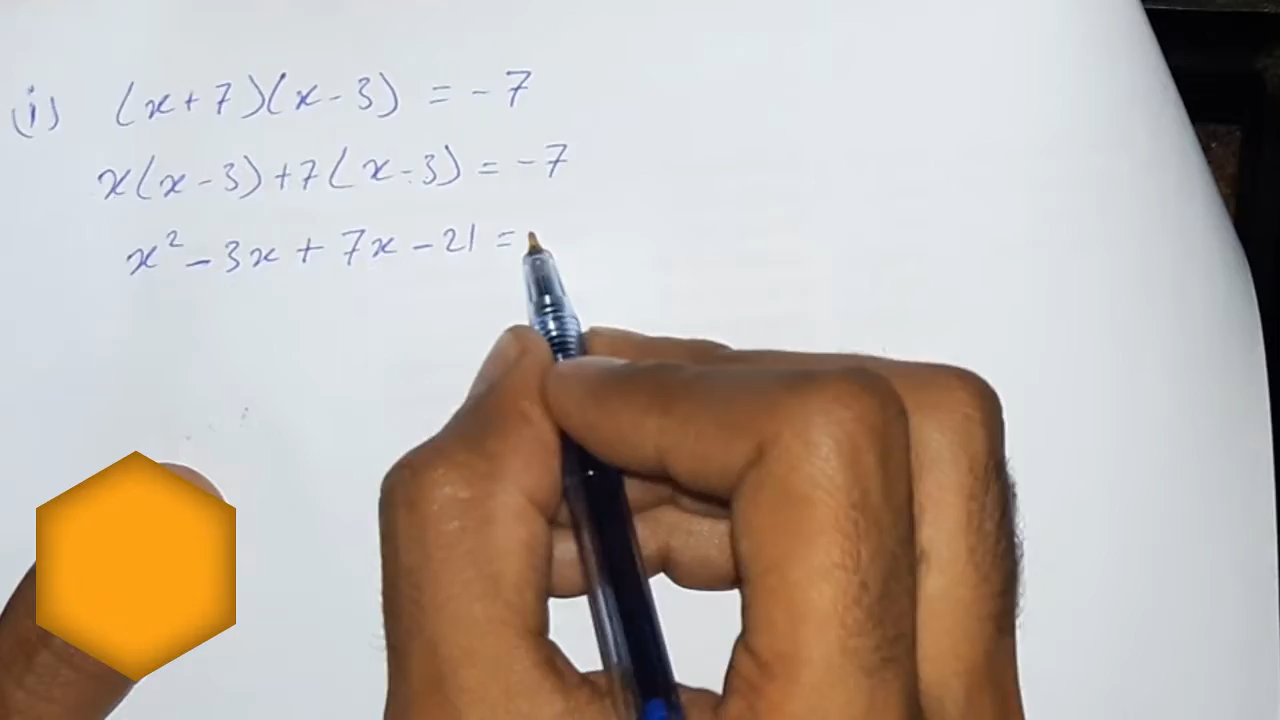 (i) (x+7)(x-3) = -7
x(x-3)+7(x-3) = -7
x² - 3x + 7x - 21 =